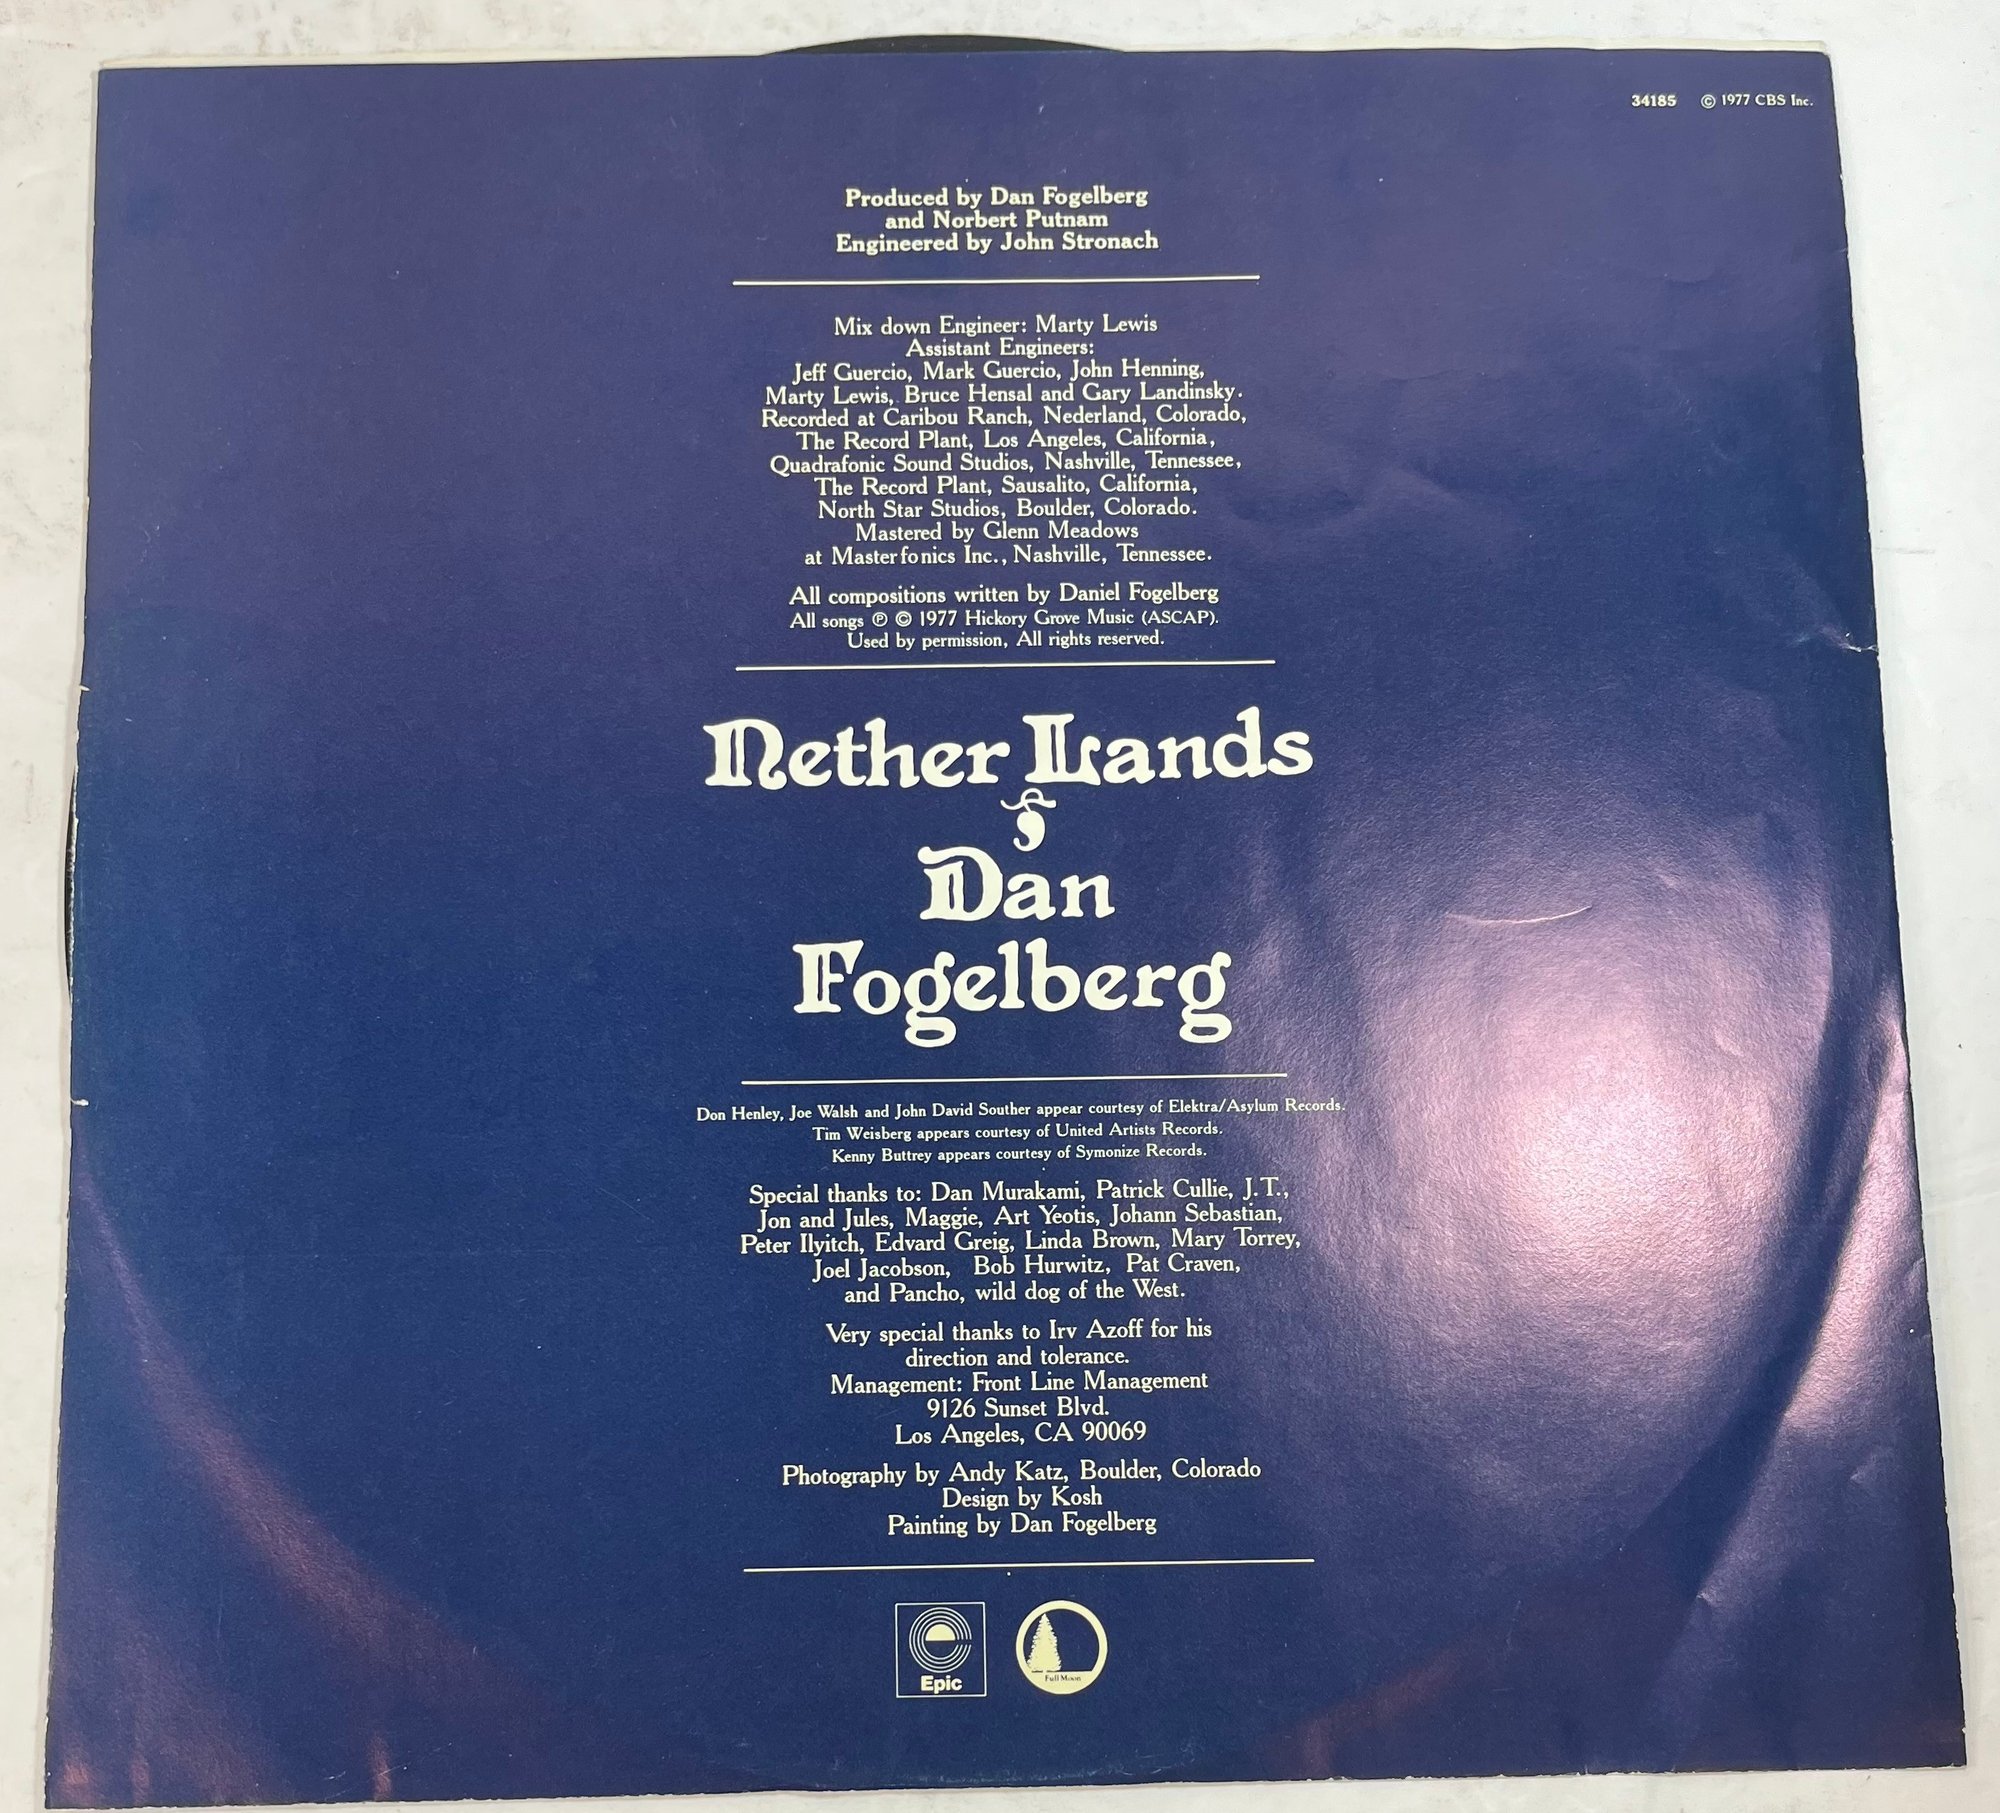 34185 © 1977 CBS Inc.
Produced by Dan Fogelberg
and Norbert Putnam
Engineered by John Stronach
Mix down Engineer: Marty Lewis
Assistant Engineers:
Jeff Guercio, Mark Guercio, John Henning,
Marty Lewis, Bruce Hensal and Gary Landinsky.
Recorded at Caribou Ranch, Nederland, Colorado,
The Record Plant, Los Angeles, California,
Quadrafonic Sound Studios, Nashville, Tennessee,
The Record Plant, Sausalito, California,
North Star Studios, Boulder, Colorado.
Mastered by Glenn Meadows
at Masterfonics Inc., Nashville, Tennessee.
All compositions written by Daniel Fogelberg
All songs ℗ © 1977 Hickory Grove Music (ASCAP).
Used by permission, All rights reserved.
Nether Lands
Dan
Fogelberg
Don Henley, Joe Walsh and John David Souther appear courtesy of Elektra/Asylum Records.
Tim Weisberg appears courtesy of United Artists Records.
Kenny Buttrey appears courtesy of Symonize Records.
Special thanks to: Dan Murakami, Patrick Cullie, J.T.,
Jon and Jules, Maggie, Art Yeotis, Johann Sebastian,
Peter Ilyitch, Edvard Greig, Linda Brown, Mary Torrey,
Joel Jacobson, Bob Hurwitz, Pat Craven,
and Pancho, wild dog of the West.
Very special thanks to Irv Azoff for his
direction and tolerance.
Management: Front Line Management
9126 Sunset Blvd.
Los Angeles, CA 90069
Photography by Andy Katz, Boulder, Colorado
Design by Kosh
Painting by Dan Fogelberg
Epic
Full Moon